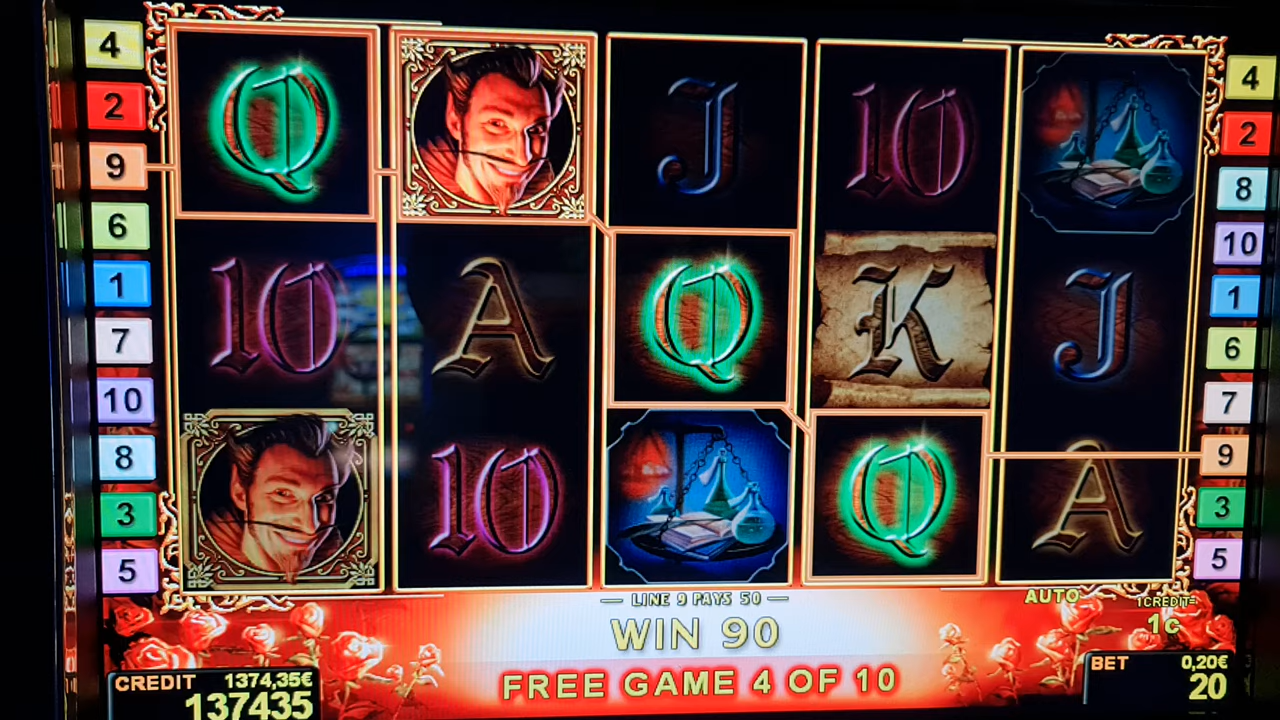 4 Q J 10 4
2 2
9 8
6 10 A Q K J 10
1 1
7 6
10 7
8 10 Q A 9
3 3
5 5
LINE 9 PAYS 50
AUTO 1CREDIT=
WIN 90 1c
FREE GAME 4 OF 10
CREDIT 1374,35€ BET 0,20€
137435 20